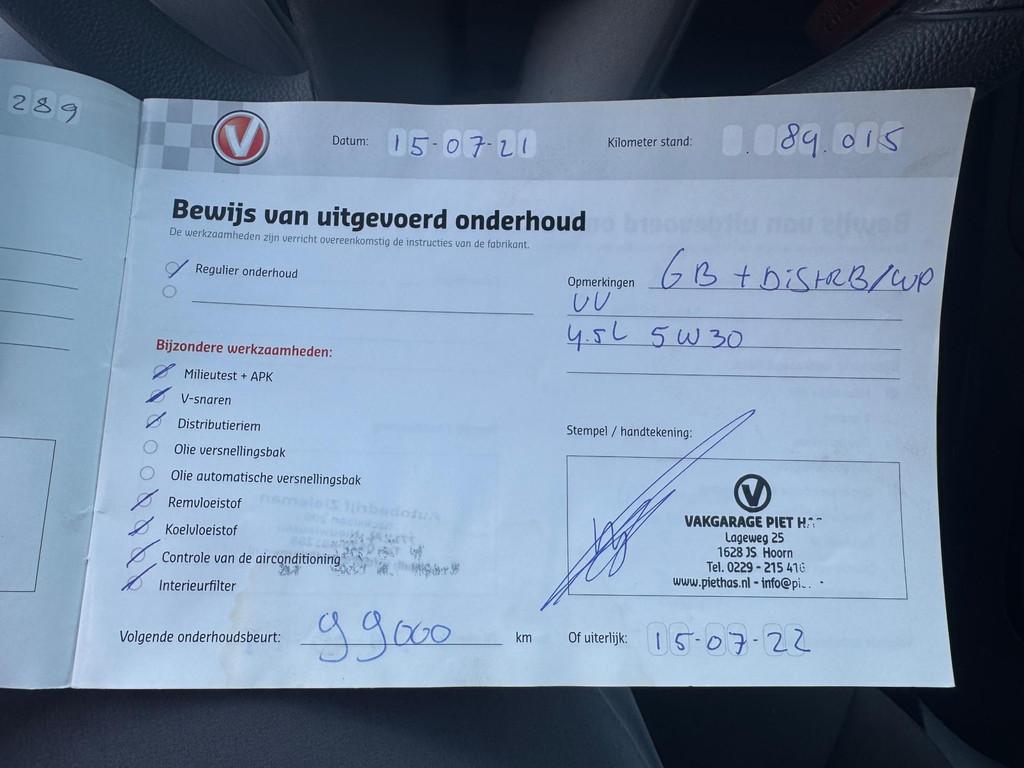 289
V
Datum: 15-07-21
Kilometer stand: .89.015
Bewijs van uitgevoerd onderhoud
De werkzaamheden zijn verricht overeenkomstig de instructies van de fabrikant.
Regulier onderhoud
Opmerkingen GB + DiStRB/WP
VV
4.5L 5W30
Bijzondere werkzaamheden:
Milieutest + APK
V-snaren
Distributieriem
Olie versnellingsbak
Olie automatische versnellingsbak
Remvloeistof
Koelvloeistof
Controle van de airconditioning
Interieurfilter
Stempel / handtekening:
V
VAKGARAGE PIET
Lageweg 25
1628 JS Hoorn
Tel. 0229 - 215 416
www.piethas.nl - info@pi
Volgende onderhoudsbeurt: 99000 km
Of uiterlijk: 15-07-22